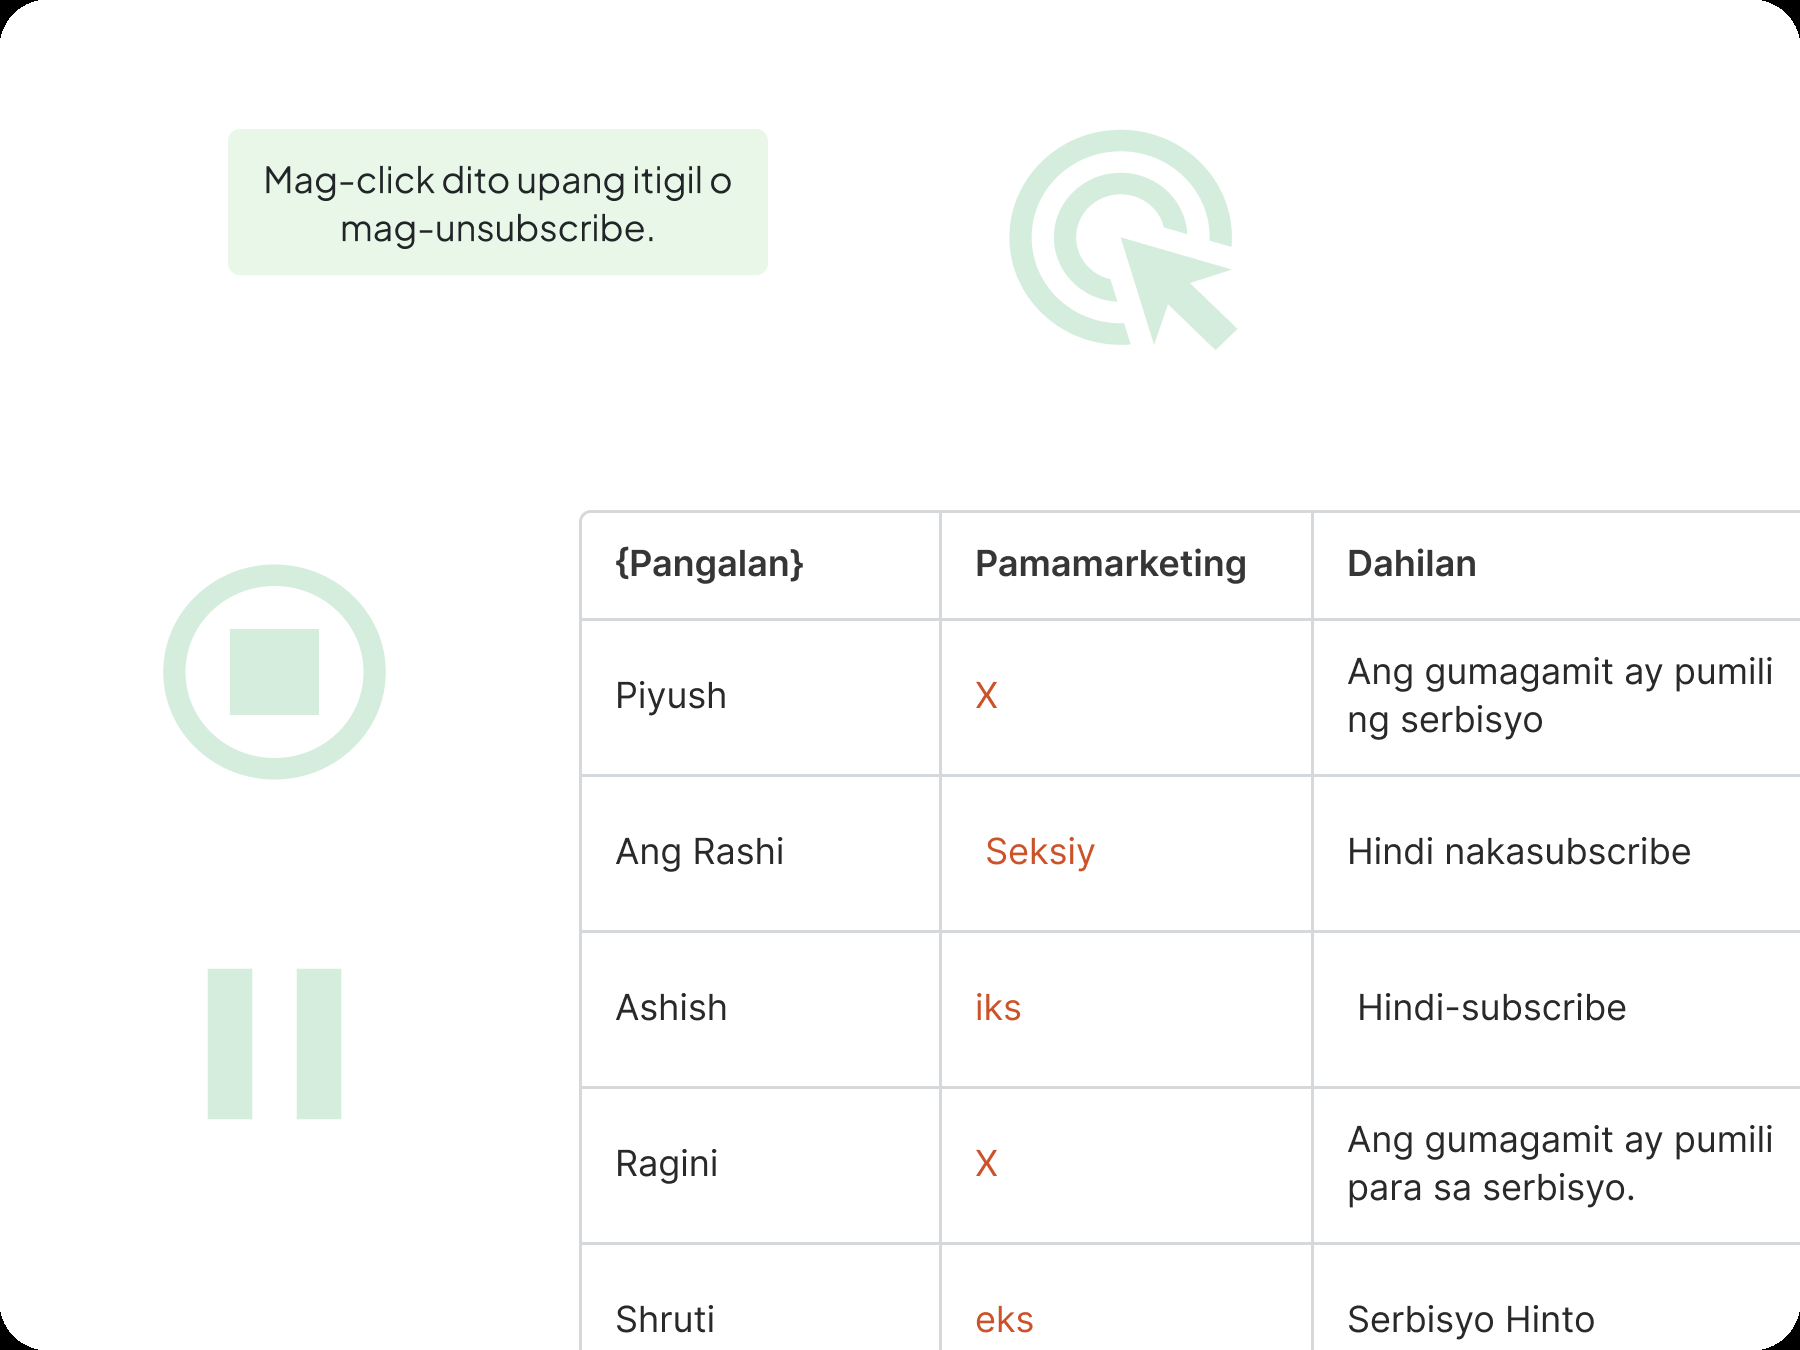 Mag-click dito upang itigil o
mag-unsubscribe.
{Pangalan} Pamamarketing Dahilan
Piyush X Ang gumagamit ay pumili
ng serbisyo
Ang Rashi Seksiy Hindi nakasubscribe
Ashish iks Hindi-subscribe
Ragini X Ang gumagamit ay pumili
para sa serbisyo.
Shruti eks Serbisyo Hinto